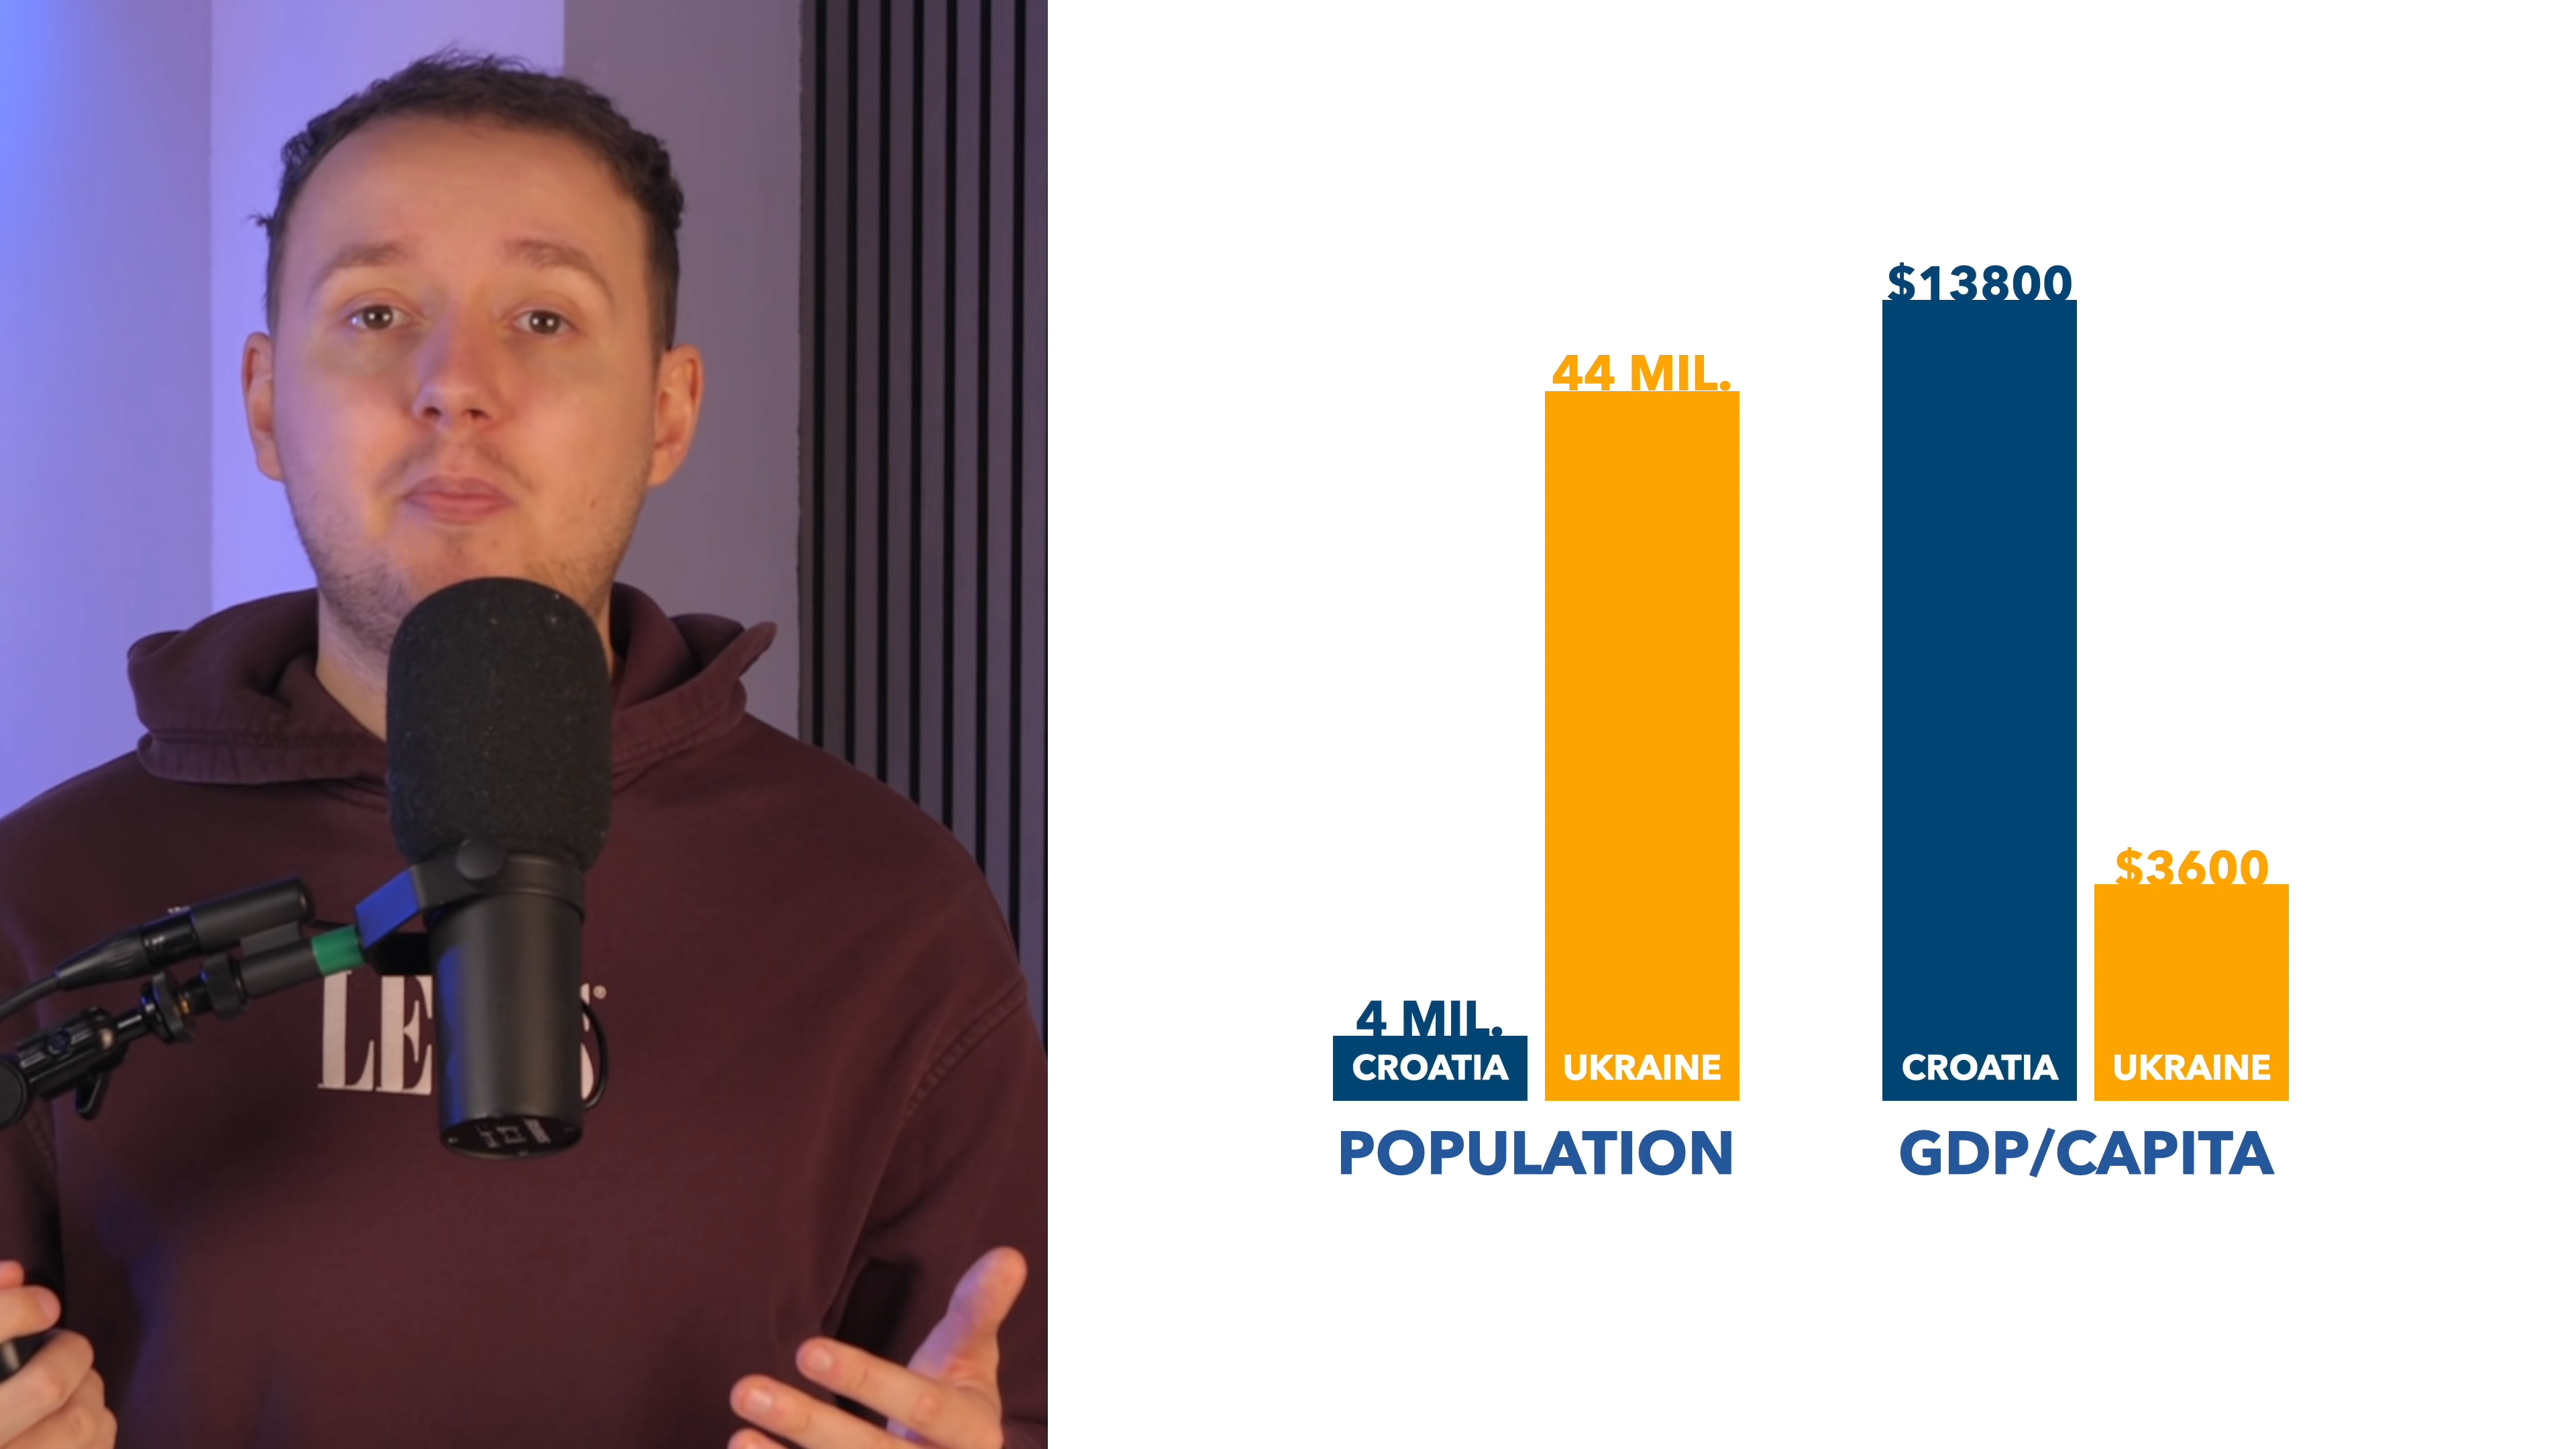 $13800
44 MIL.
$3600
4 MIL.
CROATIA
UKRAINE
CROATIA
UKRAINE
POPULATION
GDP/CAPITA